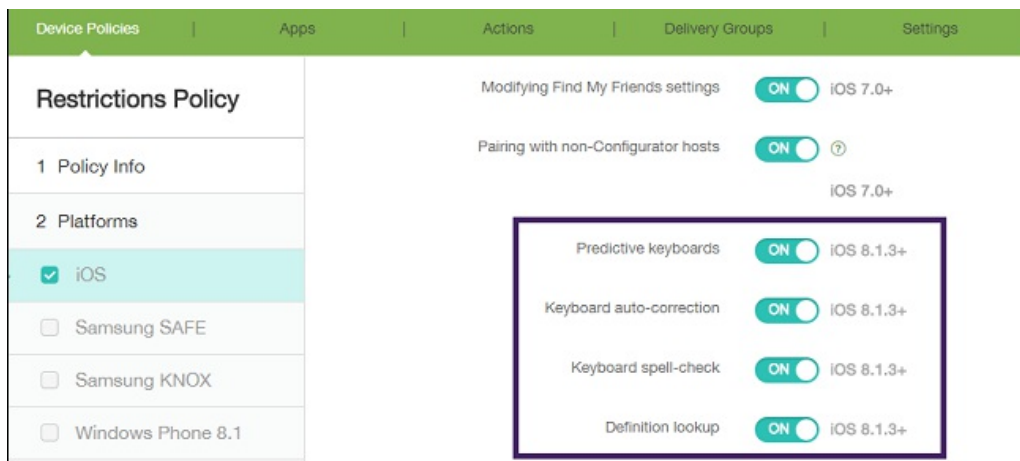 Device Policies | Apps | Actions | Delivery Groups | Settings
Restrictions Policy
1 Policy Info
2 Platforms
iOS
Samsung SAFE
Samsung KNOX
Windows Phone 8.1
Modifying Find My Friends settings ON iOS 7.0+
Pairing with non-Configurator hosts ON ?
iOS 7.0+
Predictive keyboards ON iOS 8.1.3+
Keyboard auto-correction ON iOS 8.1.3+
Keyboard spell-check ON iOS 8.1.3+
Definition lookup ON iOS 8.1.3+